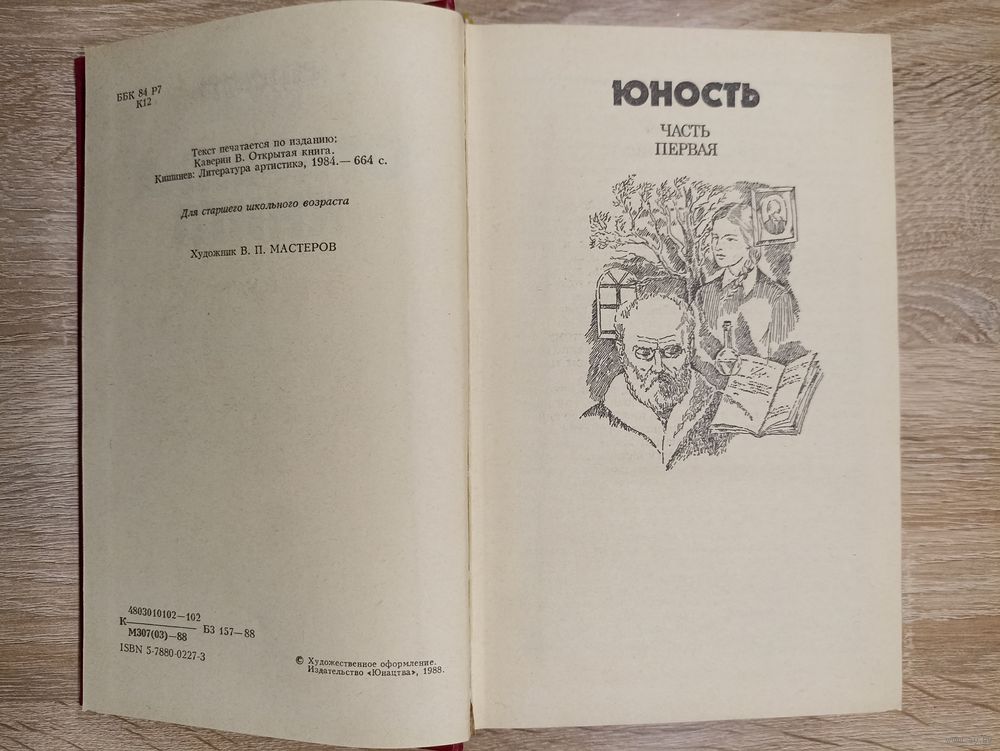 ББК 84 Р7
К12
Текст печатается по изданию:
Каверин В. Открытая книга.
Кишинев: Литература артистикэ, 1984.— 664 с.
Для старшего школьного возраста
Художник В. П. МАСТЕРОВ
4803010102—102
К———— БЗ 157—88
М307(03)—88
ISBN 5-7880-0227-3
© Художественное оформление.
Издательство «Юнацтва», 1988.
ЮНОСТЬ
ЧАСТЬ
ПЕРВАЯ